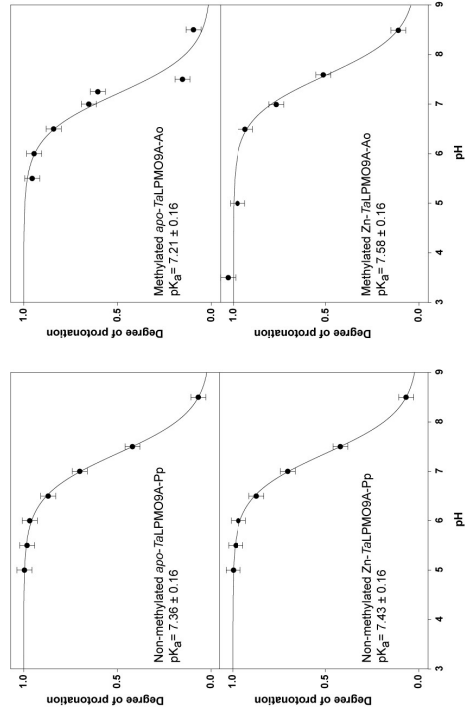 1.0
0.5
0.0
Degree of protonation
Non-methylated apo-TaLPMO9A-Pp
pKa= 7.36 ± 0.16
1.0
0.5
0.0
Degree of protonation
Non-methylated Zn-TaLPMO9A-Pp
pKa= 7.43 ± 0.16
3 4 5 6 7 8 9
pH
1.0
0.5
0.0
Degree of protonation
Methylated apo-TaLPMO9A-Ao
pKa= 7.21 ± 0.16
1.0
0.5
0.0
Degree of protonation
Methylated Zn-TaLPMO9A-Ao
pKa= 7.58 ± 0.16
3 4 5 6 7 8 9
pH